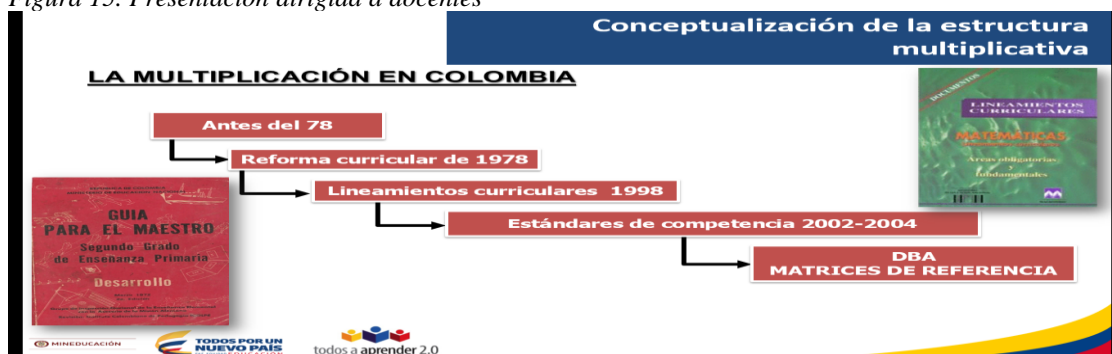 Figura 15. Presentación dirigida a docentes
Conceptualización de la estructura
multiplicativa
LA MULTIPLICACIÓN EN COLOMBIA
Antes del 78
Reforma curricular de 1978
Lineamientos curriculares 1998
Estándares de competencia 2002-2004
DBA
MATRICES DE REFERENCIA
DOCUMENTOS
LINEAMIENTOS
CURRICULARES
MATEMATICAS
Areas obligatorias
y
fundamentales
GUIA
PARA EL MAESTRO
Segundo Grado
de Enseñanza Primaria
Desarrollo
MINEDUCACIÓN
TODOS POR UN
NUEVO PAÍS
todos a aprender 2.0